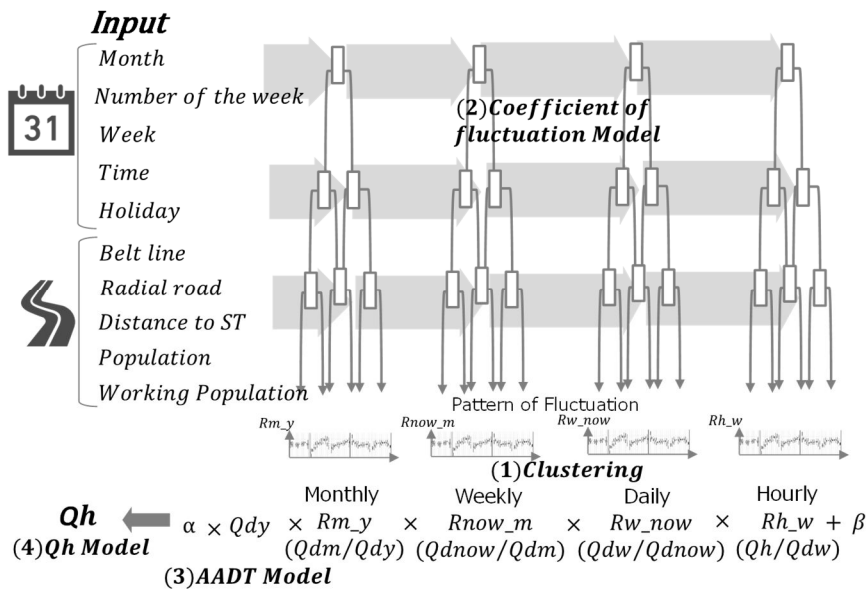 Input
Month
Number of the week
31
Week
Time
Holiday
(2)Coefficient of
fluctuation Model
Belt line
Radial road
Distance to ST
Population
Working Population
Pattern of Fluctuation
Rm_y
Rnow_m
Rw_now
Rh_w
(1)Clustering
Monthly Weekly Daily Hourly
Qh α × Qdy × Rm_y × Rnow_m × Rw_now × Rh_w + β
(4)Qh Model (Qdm/Qdy) (Qdnow/Qdm) (Qdw/Qdnow) (Qh/Qdw)
(3)AADT Model